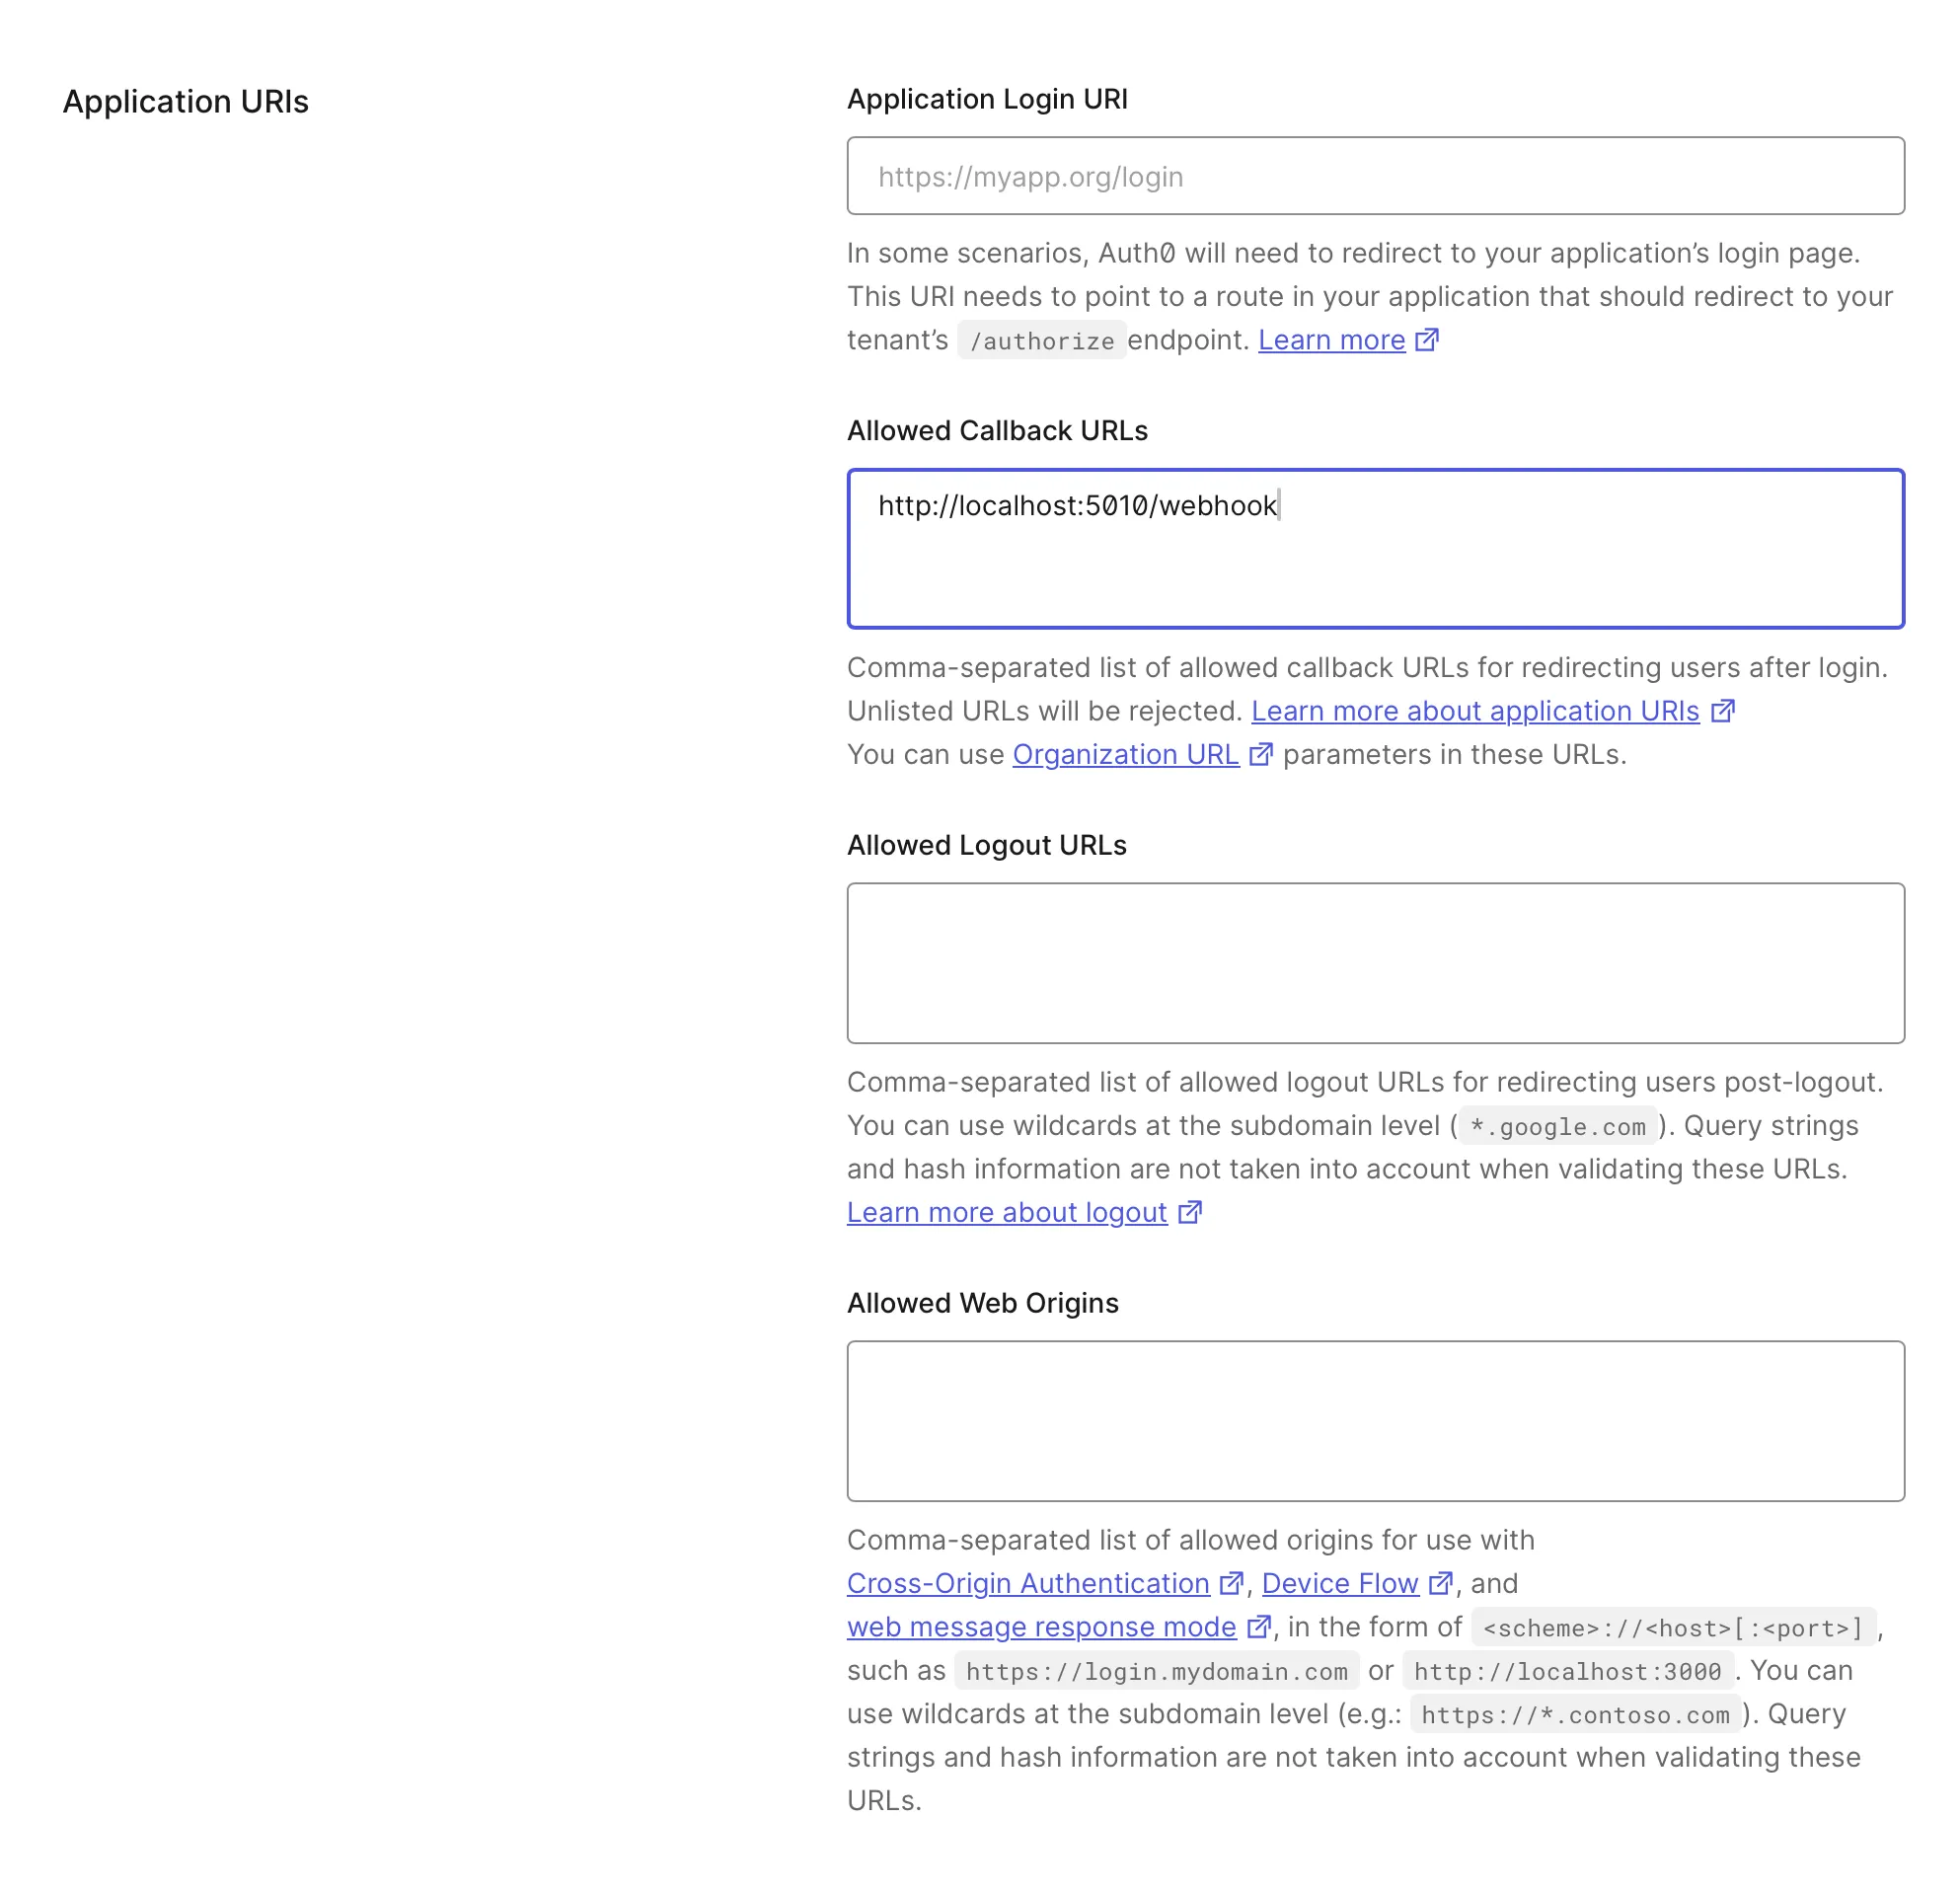 Application URIs
Application Login URI
https://myapp.org/login
In some scenarios, Auth0 will need to redirect to your application’s login page.
This URI needs to point to a route in your application that should redirect to your
tenant’s /authorize endpoint. Learn more
Allowed Callback URLs
http://localhost:5010/webhook
Comma-separated list of allowed callback URLs for redirecting users after login.
Unlisted URLs will be rejected. Learn more about application URIs
You can use Organization URL parameters in these URLs.
Allowed Logout URLs
Comma-separated list of allowed logout URLs for redirecting users post-logout.
You can use wildcards at the subdomain level ( *.google.com ). Query strings
and hash information are not taken into account when validating these URLs.
Learn more about logout
Allowed Web Origins
Comma-separated list of allowed origins for use with
Cross-Origin Authentication , Device Flow , and
web message response mode , in the form of <scheme>://<host>[:<port>] ,
such as https://login.mydomain.com or http://localhost:3000 . You can
use wildcards at the subdomain level (e.g.: https://*.contoso.com ). Query
strings and hash information are not taken into account when validating these
URLs.